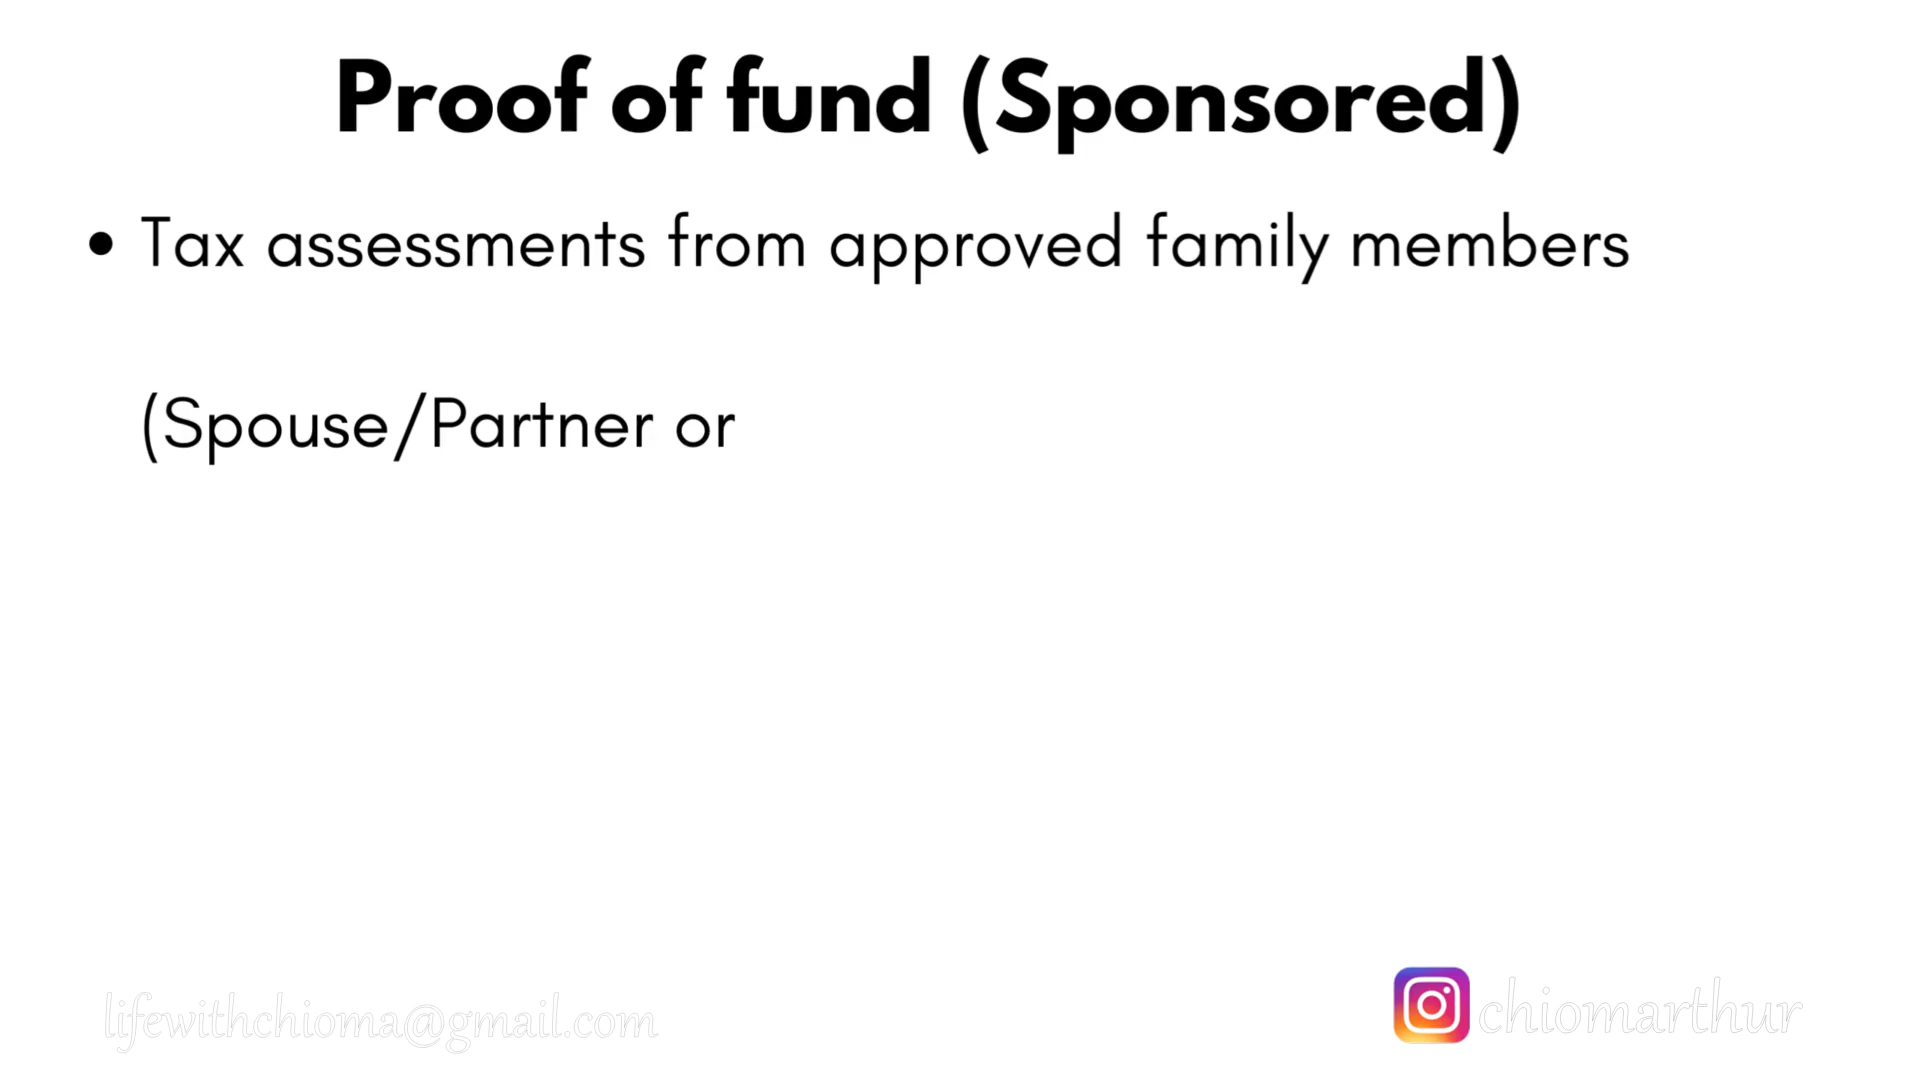 Proof of fund (Sponsored)
• Tax assessments from approved family members
(Spouse/Partner or
lifewithchioma@gmail.com
chiomarthur